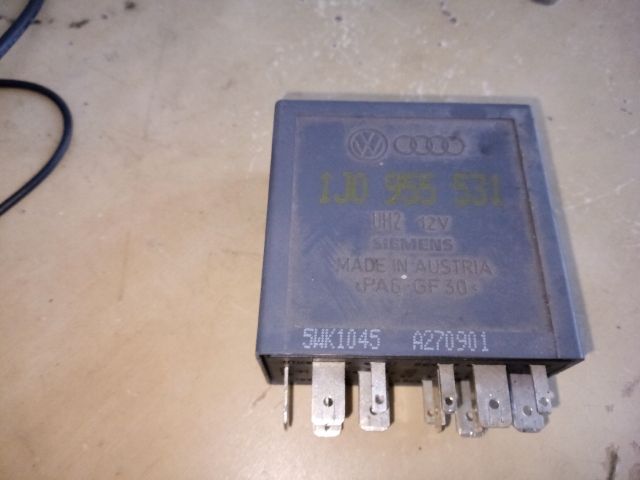 1J0 955 531
UH2 12V
SIEMENS
MADE IN AUSTRIA
›PA6-GF30‹
5WK1045 A270901